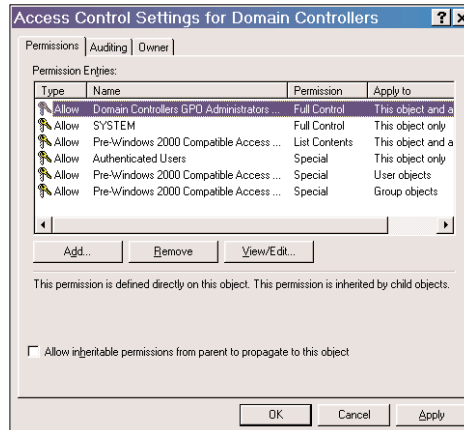 Access Control Settings for Domain Controllers
Permissions Auditing Owner
Permission Entries:
Type Name Permission Apply to
Allow Domain Controllers GPO Administrators ... Full Control This object and a
Allow SYSTEM Full Control This object only
Allow Pre-Windows 2000 Compatible Access ... List Contents This object and a
Allow Authenticated Users Special This object only
Allow Pre-Windows 2000 Compatible Access ... Special User objects
Allow Pre-Windows 2000 Compatible Access ... Special Group objects
Add... Remove View/Edit...
This permission is defined directly on this object. This permission is inherited by child objects.
Allow inheritable permissions from parent to propagate to this object
OK Cancel Apply